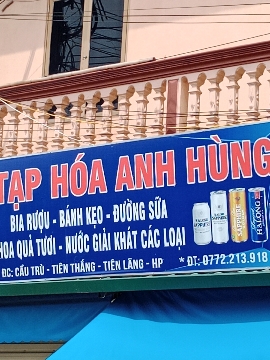 TẠP HÓA ANH HÙNG
BIA RƯỢU - BÁNH KẸO - ĐƯỜNG SỮA
HOA QUẢ TƯƠI - NƯỚC GIẢI KHÁT CÁC LOẠI
ĐC: CẦU TRÙ - TIÊN THẮNG - TIÊN LÃNG - HP * ĐT: 0772.213.918
HALONG